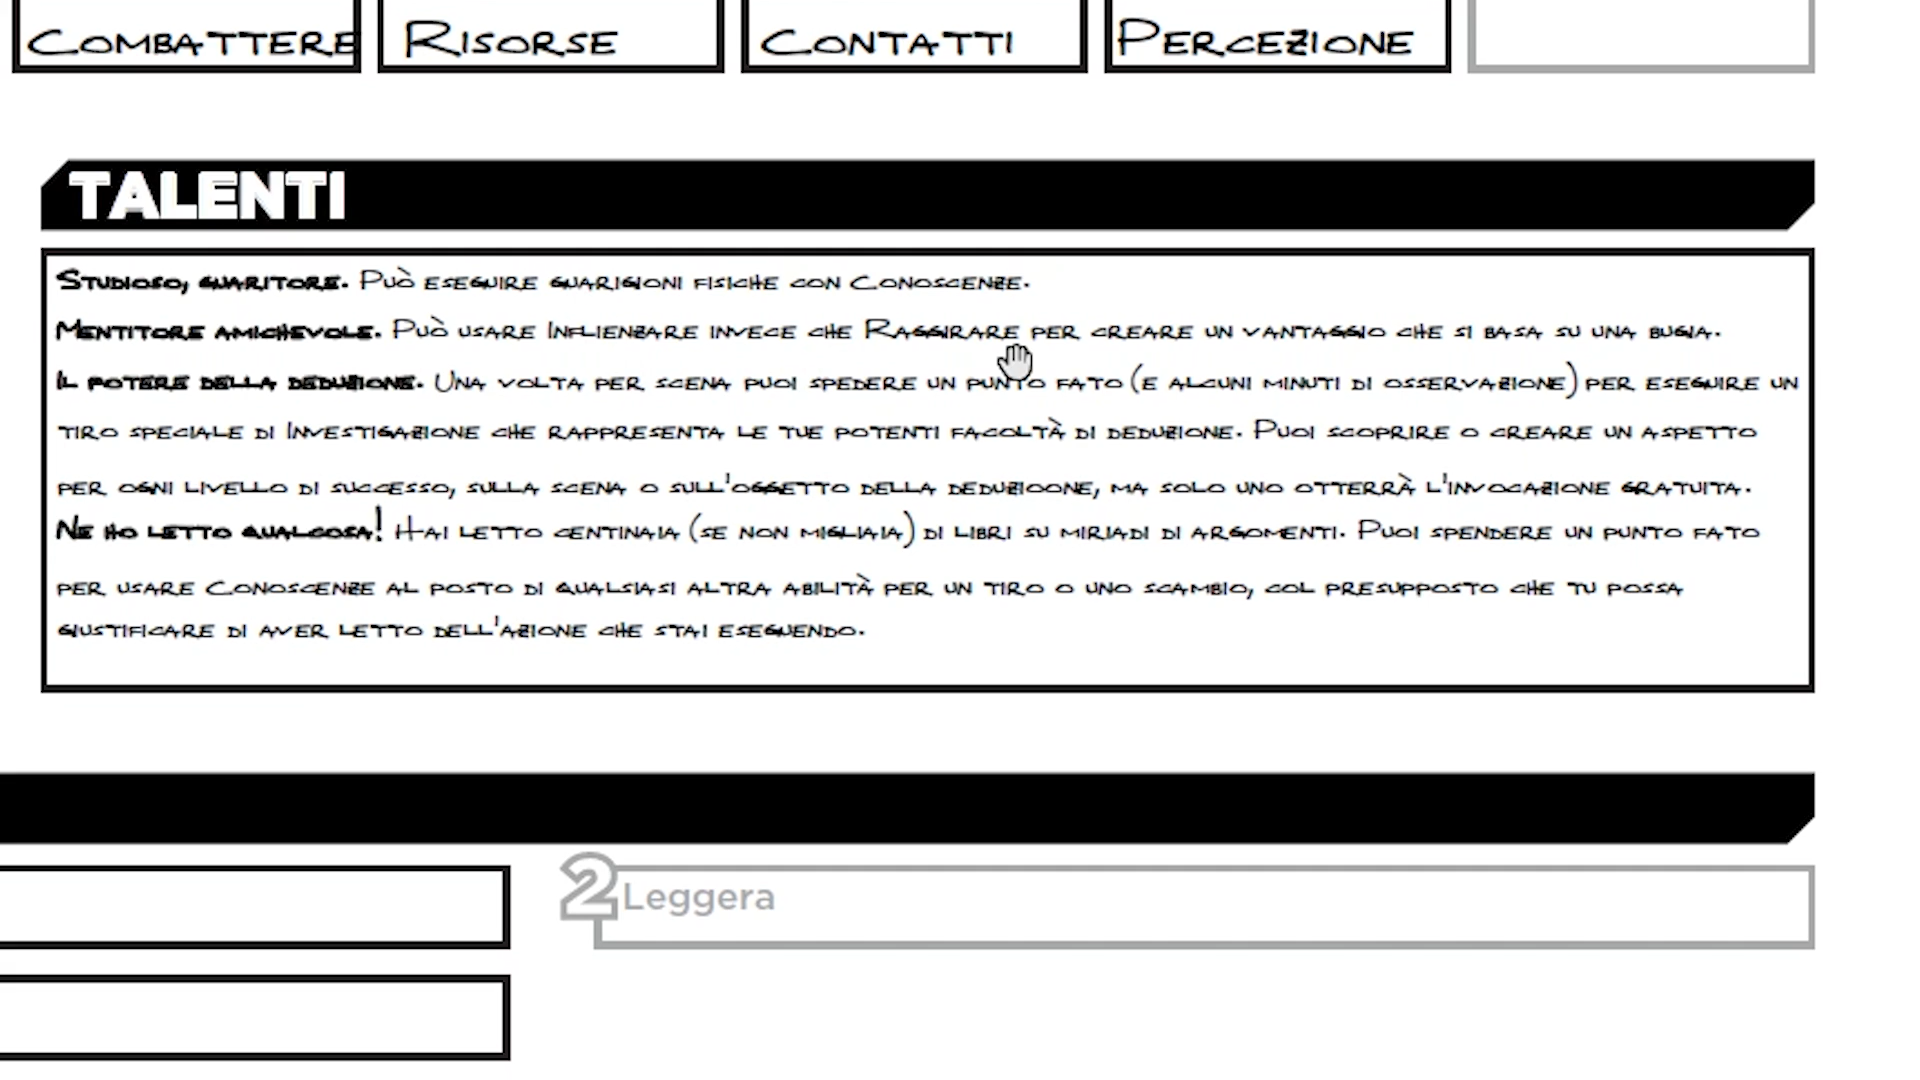 Combattere Risorse Contatti Percezione
TALENTI
Studioso, guaritore. Può eseguire guarigioni fisiche con Conoscenze.
Mentitore amichevole. Può usare Inflienzare invece che Raggirare per creare un vantaggio che si basa su una bugia.
Il potere della deduzione. Una volta per scena puoi spedere un punto fato (e alcuni minuti di osservazione) per eseguire un
tiro speciale di Investigazione che rappresenta le tue potenti facoltà di deduzione. Puoi scoprire o creare un aspetto
per ogni livello di successo, sulla scena o sull'oggetto della deduzioone, ma solo uno otterrà l'invocazione gratuita.
Ne ho letto qualcosa! Hai letto centinaia (se non migliaia) di libri su miriadi di argomenti. Puoi spendere un punto fato
per usare Conoscenze al posto di qualsiasi altra abilità per un tiro o uno scambio, col presupposto che tu possa
giustificare di aver letto dell'azione che stai eseguendo.
2 Leggera